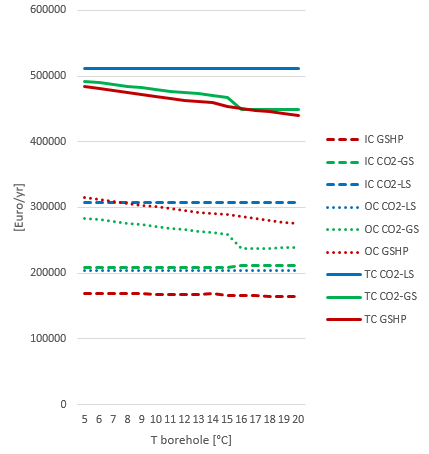 600000
500000
400000
300000
200000
100000
0
[Euro/yr]
5 6 7 8 9 10 11 12 13 14 15 16 17 18 19 20
T borehole [°C]
IC GSHP
IC CO2-GS
IC CO2-LS
OC CO2-LS
OC CO2-GS
OC GSHP
TC CO2-LS
TC CO2-GS
TC GSHP